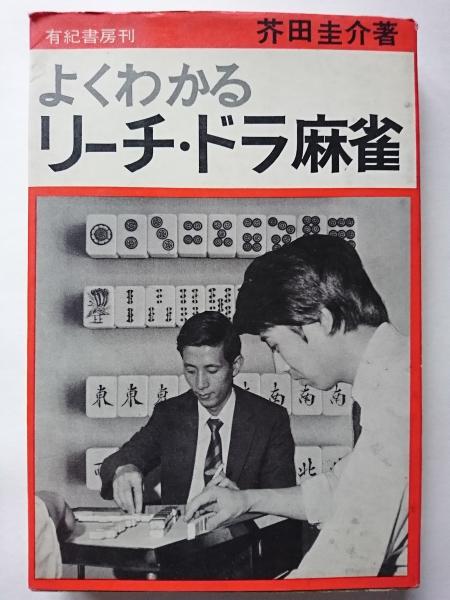 有紀書房刊
芥田圭介著
よくわかる
リーチ・ドラ麻雀
東 東 南 南 南
北